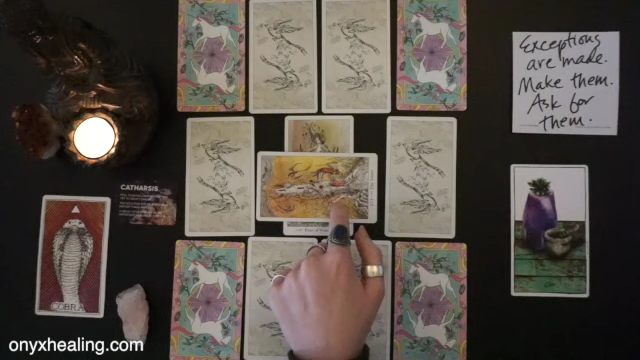 Exceptions
are made.
Make them.
Ask for
them.
CATHARSIS
COBRA
onyxhealing.com